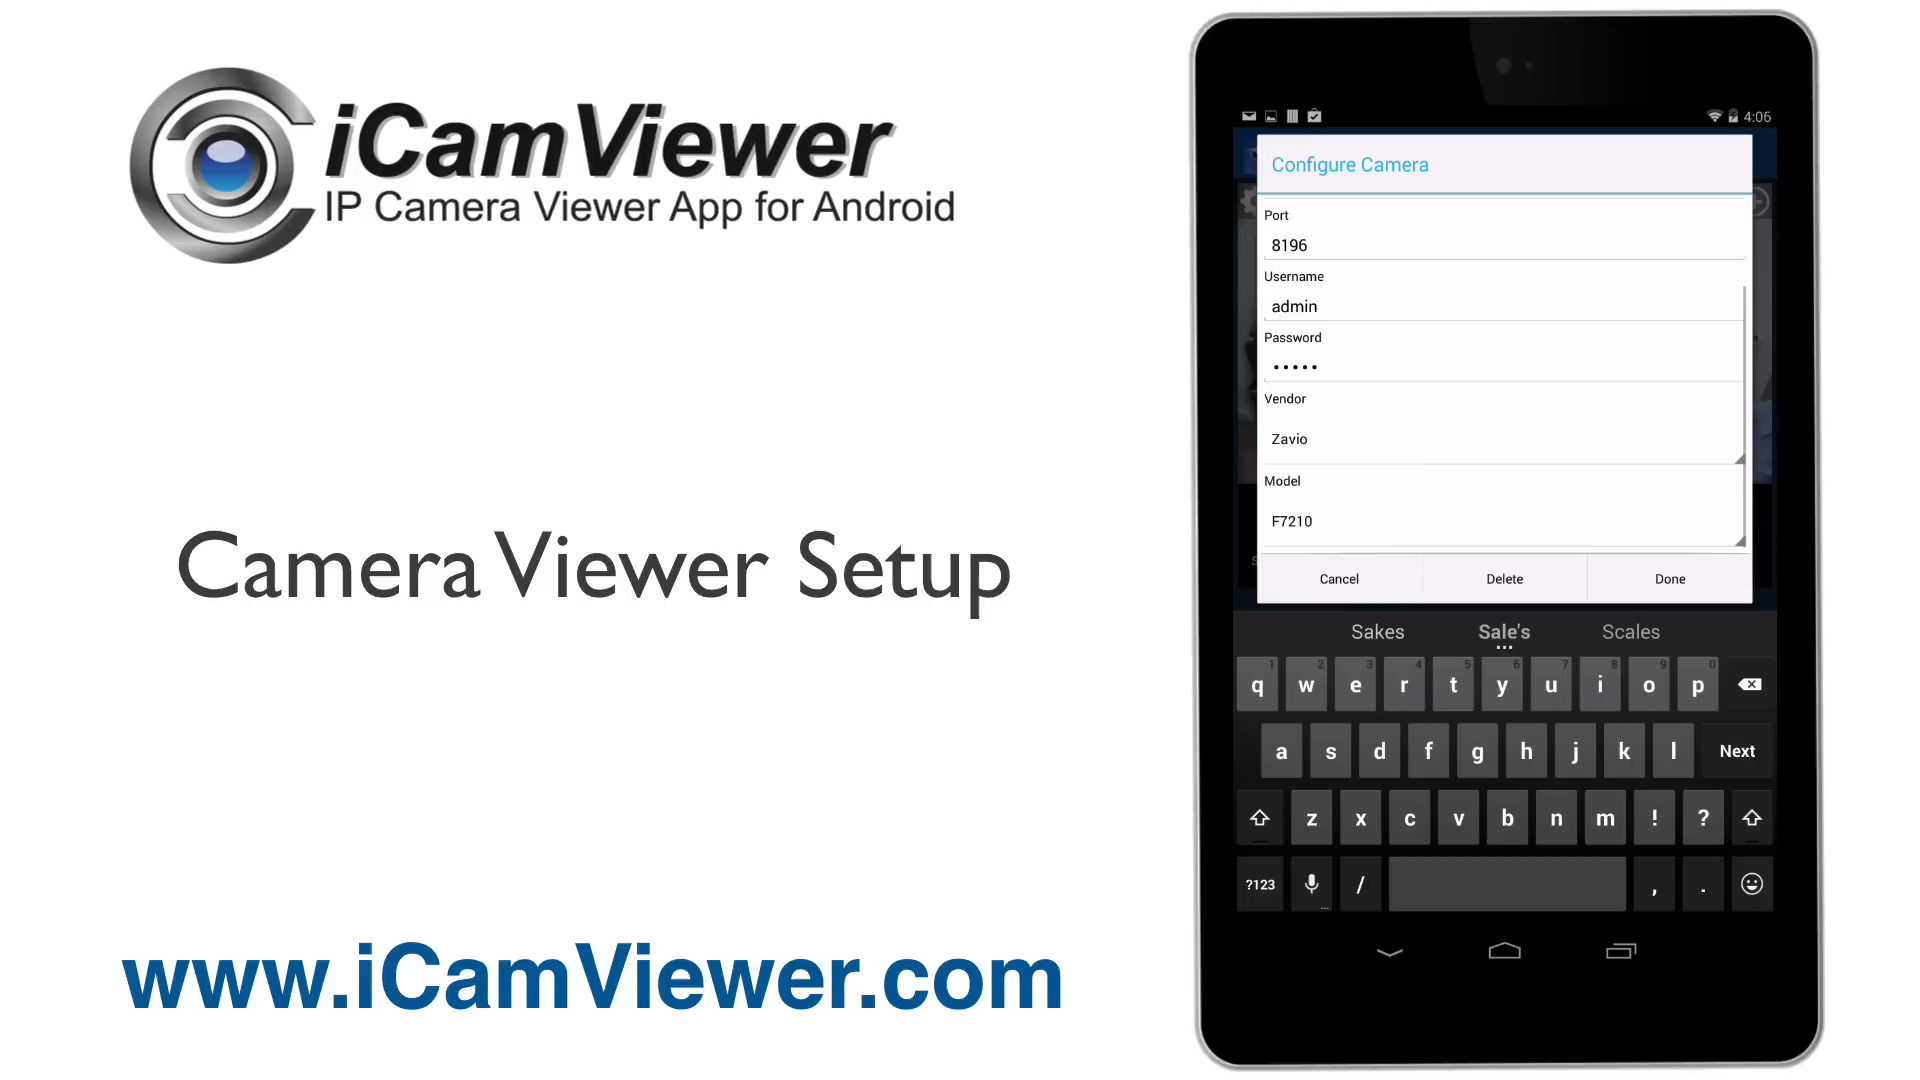 iCamViewer
IP Camera Viewer App for Android
Camera Viewer Setup
www.iCamViewer.com
4:06
Configure Camera
Port
8196
Username
admin
Password
•••••
Vendor
Zavio
Model
F7210
Cancel Delete Done
Sakes Sale's Scales
...
1 2 3 4 5 6 7 8 9 0
q w e r t y u i o p
a s d f g h j k l Next
z x c v b n m ! ?
?123 / , .
...